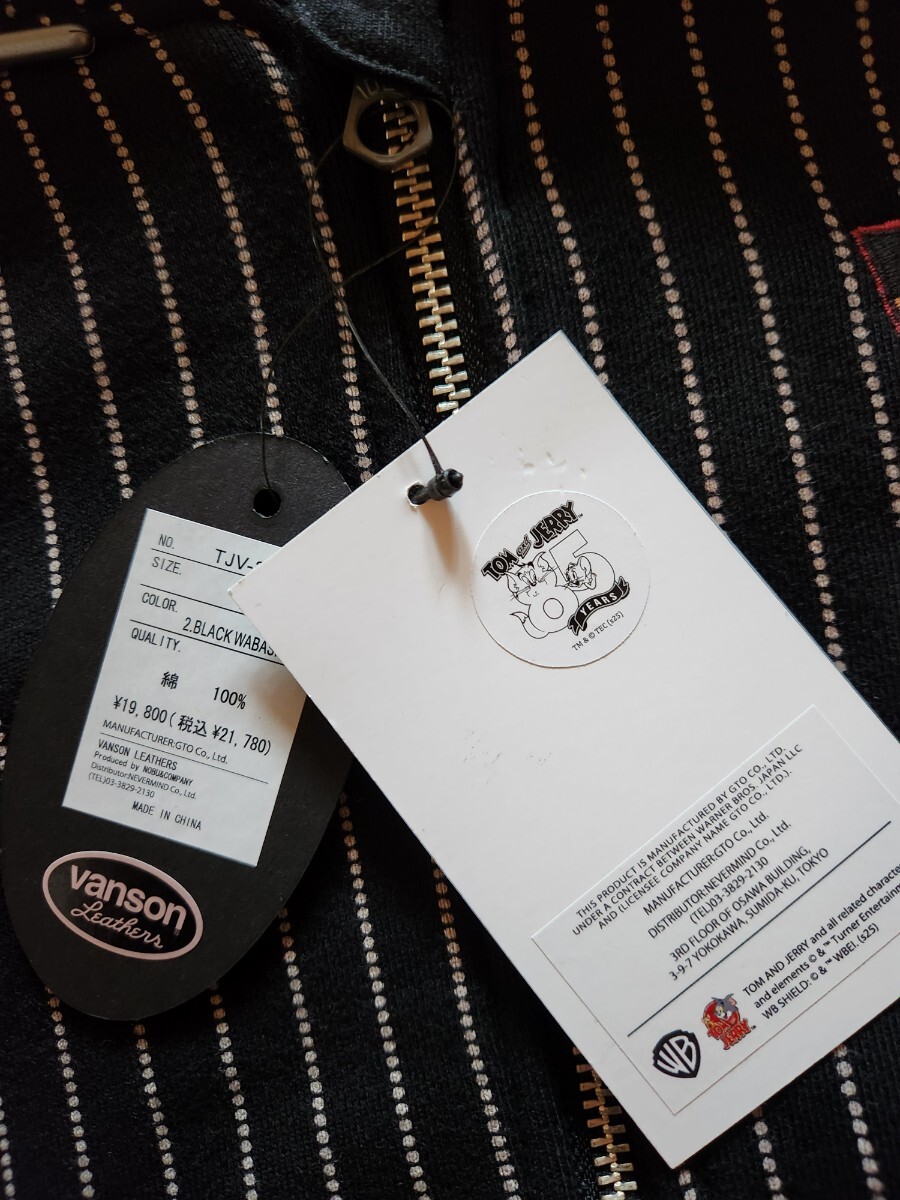 NO. TJV-
SIZE.
COLOR.
2.BLACK
QUALITY.
綿 100%
¥19,800(税込 ¥21,780)
MANUFACTURER:GTO Co., Ltd.
VANSON LEATHERS
Produced by NOBU&COMPANY
Distributor:NEVERMIND Co., Ltd.
(TEL)03-3829-2130
MADE IN CHINA
vanson
Leathers
TOM and JERRY
85
YEARS
TM & © TEC (s25)
THIS PRODUCT IS MANUFACTURED BY GTO CO., LTD.
UNDER A CONTRACT BETWEEN WARNER BROS. JAPAN LLC
AND (LICENSEE COMPANY NAME GTO CO., LTD.).
MANUFACTURER:GTO Co., Ltd.
DISTRIBUTOR:NEVERMIND Co., Ltd.
(TEL)03-3829-2130
3RD FLOOR OF OSAWA BUILDING,
3-9-7 YOKOKAWA, SUMIDA-KU, TOKYO
TOM AND JERRY and all related
and elements © & ™ Turner
WB SHIELD: © & ™ WBEI. (s25)
WB
TOM and JERRY